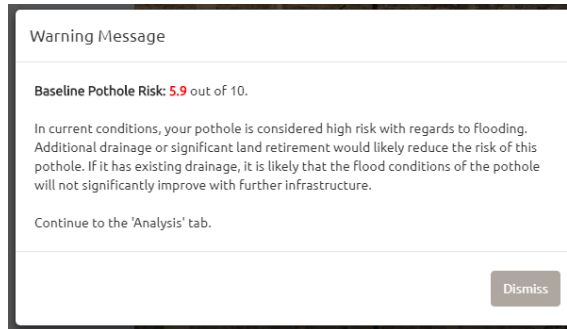 Warning Message
Baseline Pothole Risk: 5.9 out of 10.
In current conditions, your pothole is considered high risk with regards to flooding.
Additional drainage or significant land retirement would likely reduce the risk of this
pothole. If it has existing drainage, it is likely that the flood conditions of the pothole
will not significantly improve with further infrastructure.
Continue to the 'Analysis' tab.
Dismiss